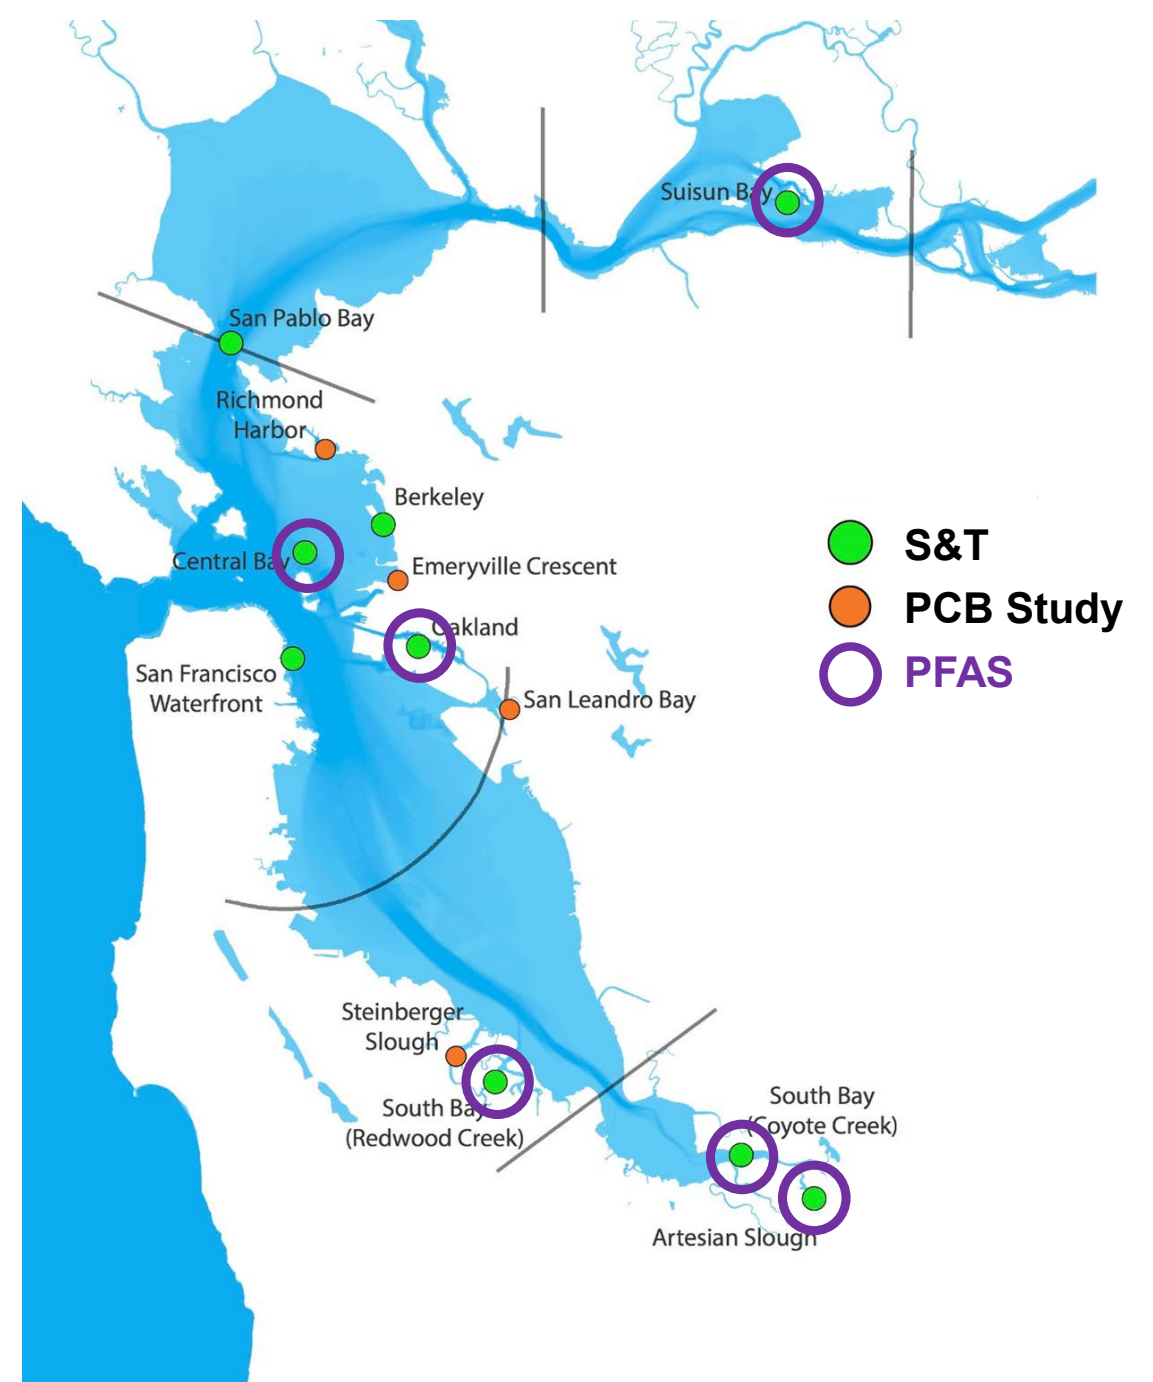 Suisun Bay
San Pablo Bay
Richmond
Harbor
Berkeley
Central Bay
Emeryville Crescent
Oakland
San Francisco
Waterfront
San Leandro Bay
S&T
PCB Study
PFAS
Steinberger
Slough
South Bay
(Redwood Creek)
South Bay
(Coyote Creek)
Artesian Slough